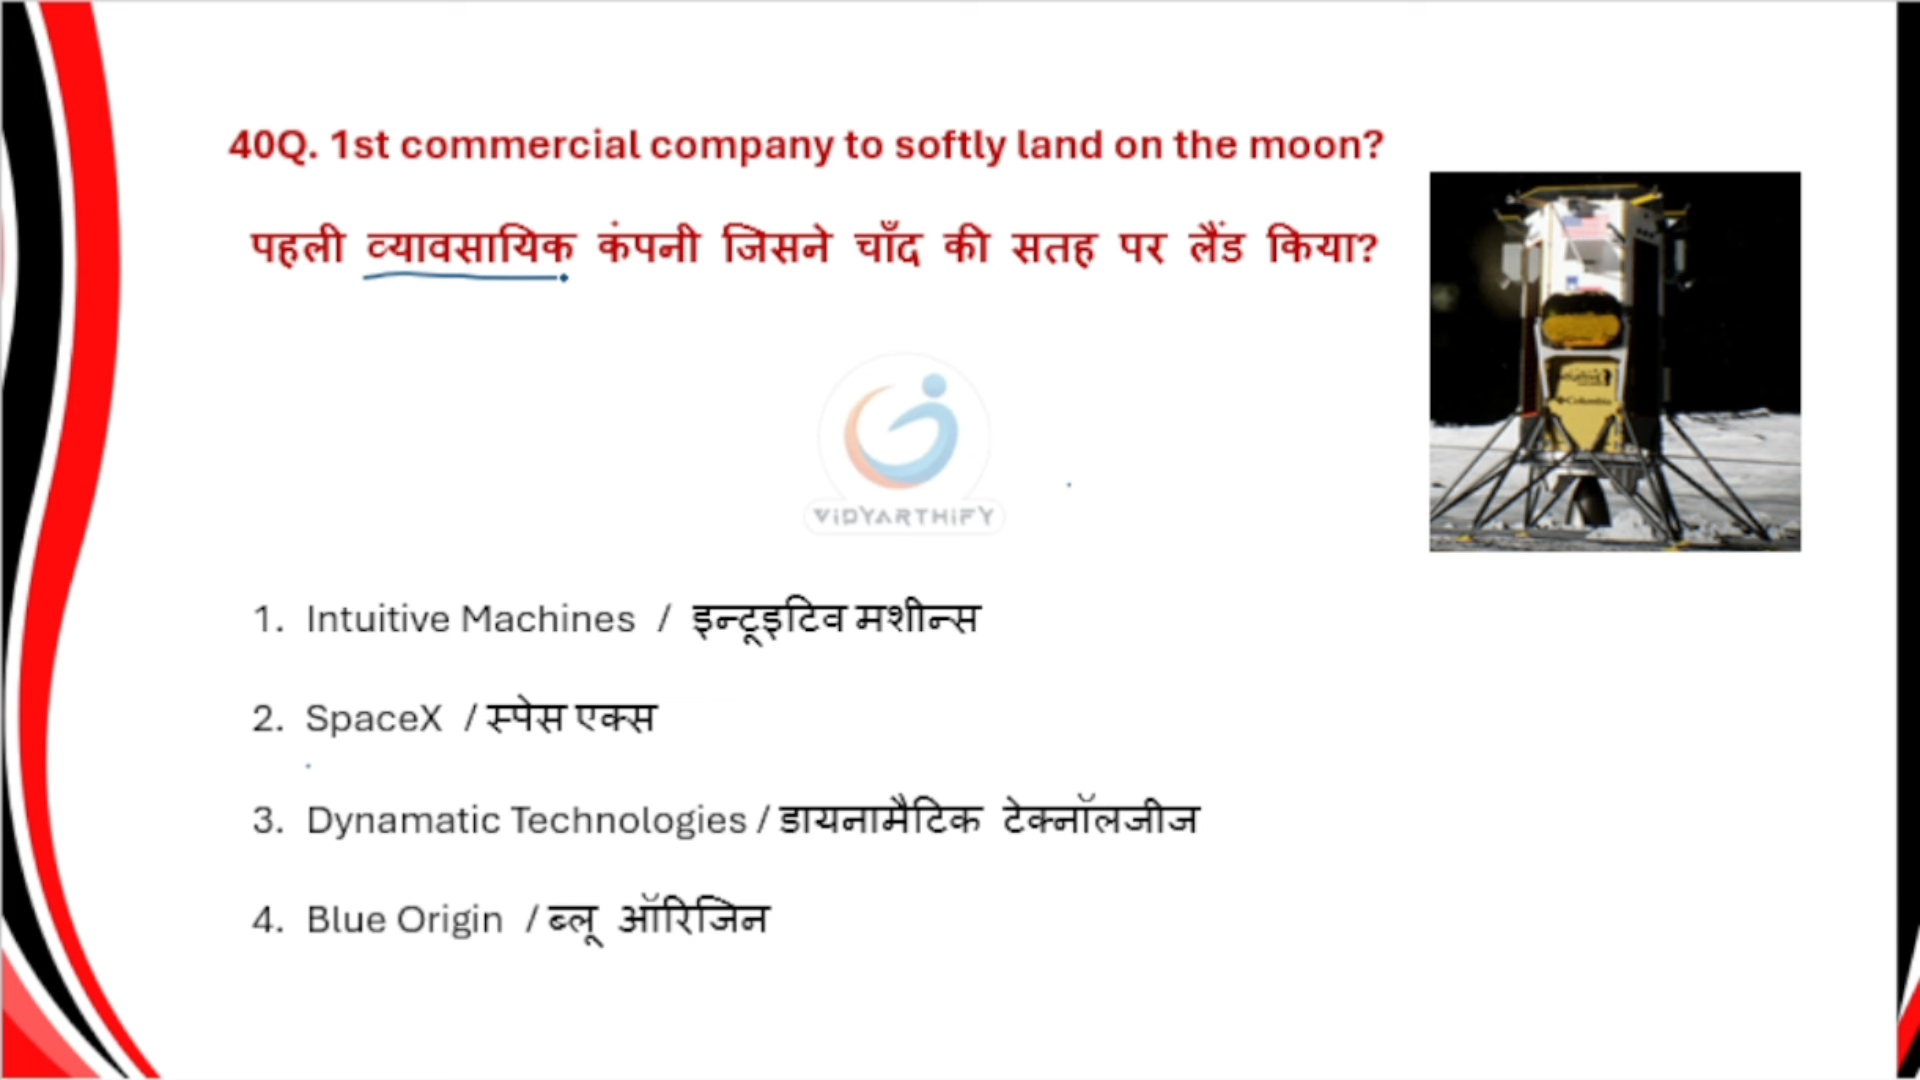 40Q. 1st commercial company to softly land on the moon?
पहली व्यावसायिक कंपनी जिसने चाँद की सतह पर लैंड किया?
ViDYARTHiFY
1. Intuitive Machines / इन्टूइटिव मशीन्स
2. SpaceX / स्पेस एक्स
3. Dynamatic Technologies / डायनामैटिक टेक्नॉलजीज
4. Blue Origin / ब्लू ऑरिजिन